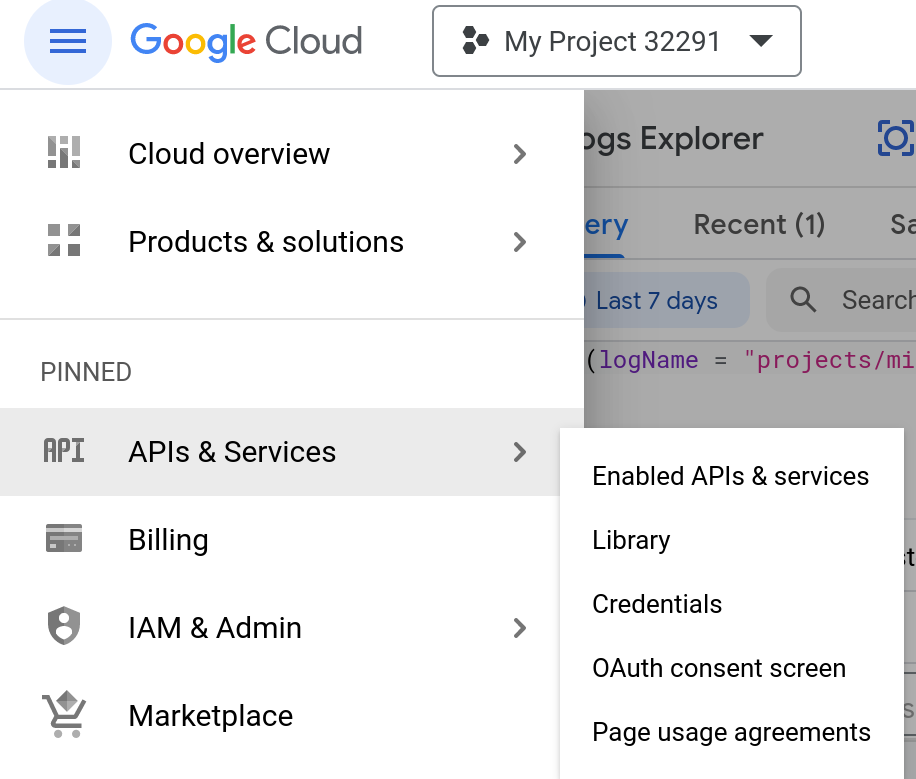 Google Cloud
My Project 32291
Cloud overview
Products & solutions
PINNED
API
APIs & Services
Billing
IAM & Admin
Marketplace
ogs Explorer
ery
Recent (1)
Sa
Last 7 days
Search
(logName = "projects/mi
Enabled APIs & services
Library
Credentials
OAuth consent screen
Page usage agreements